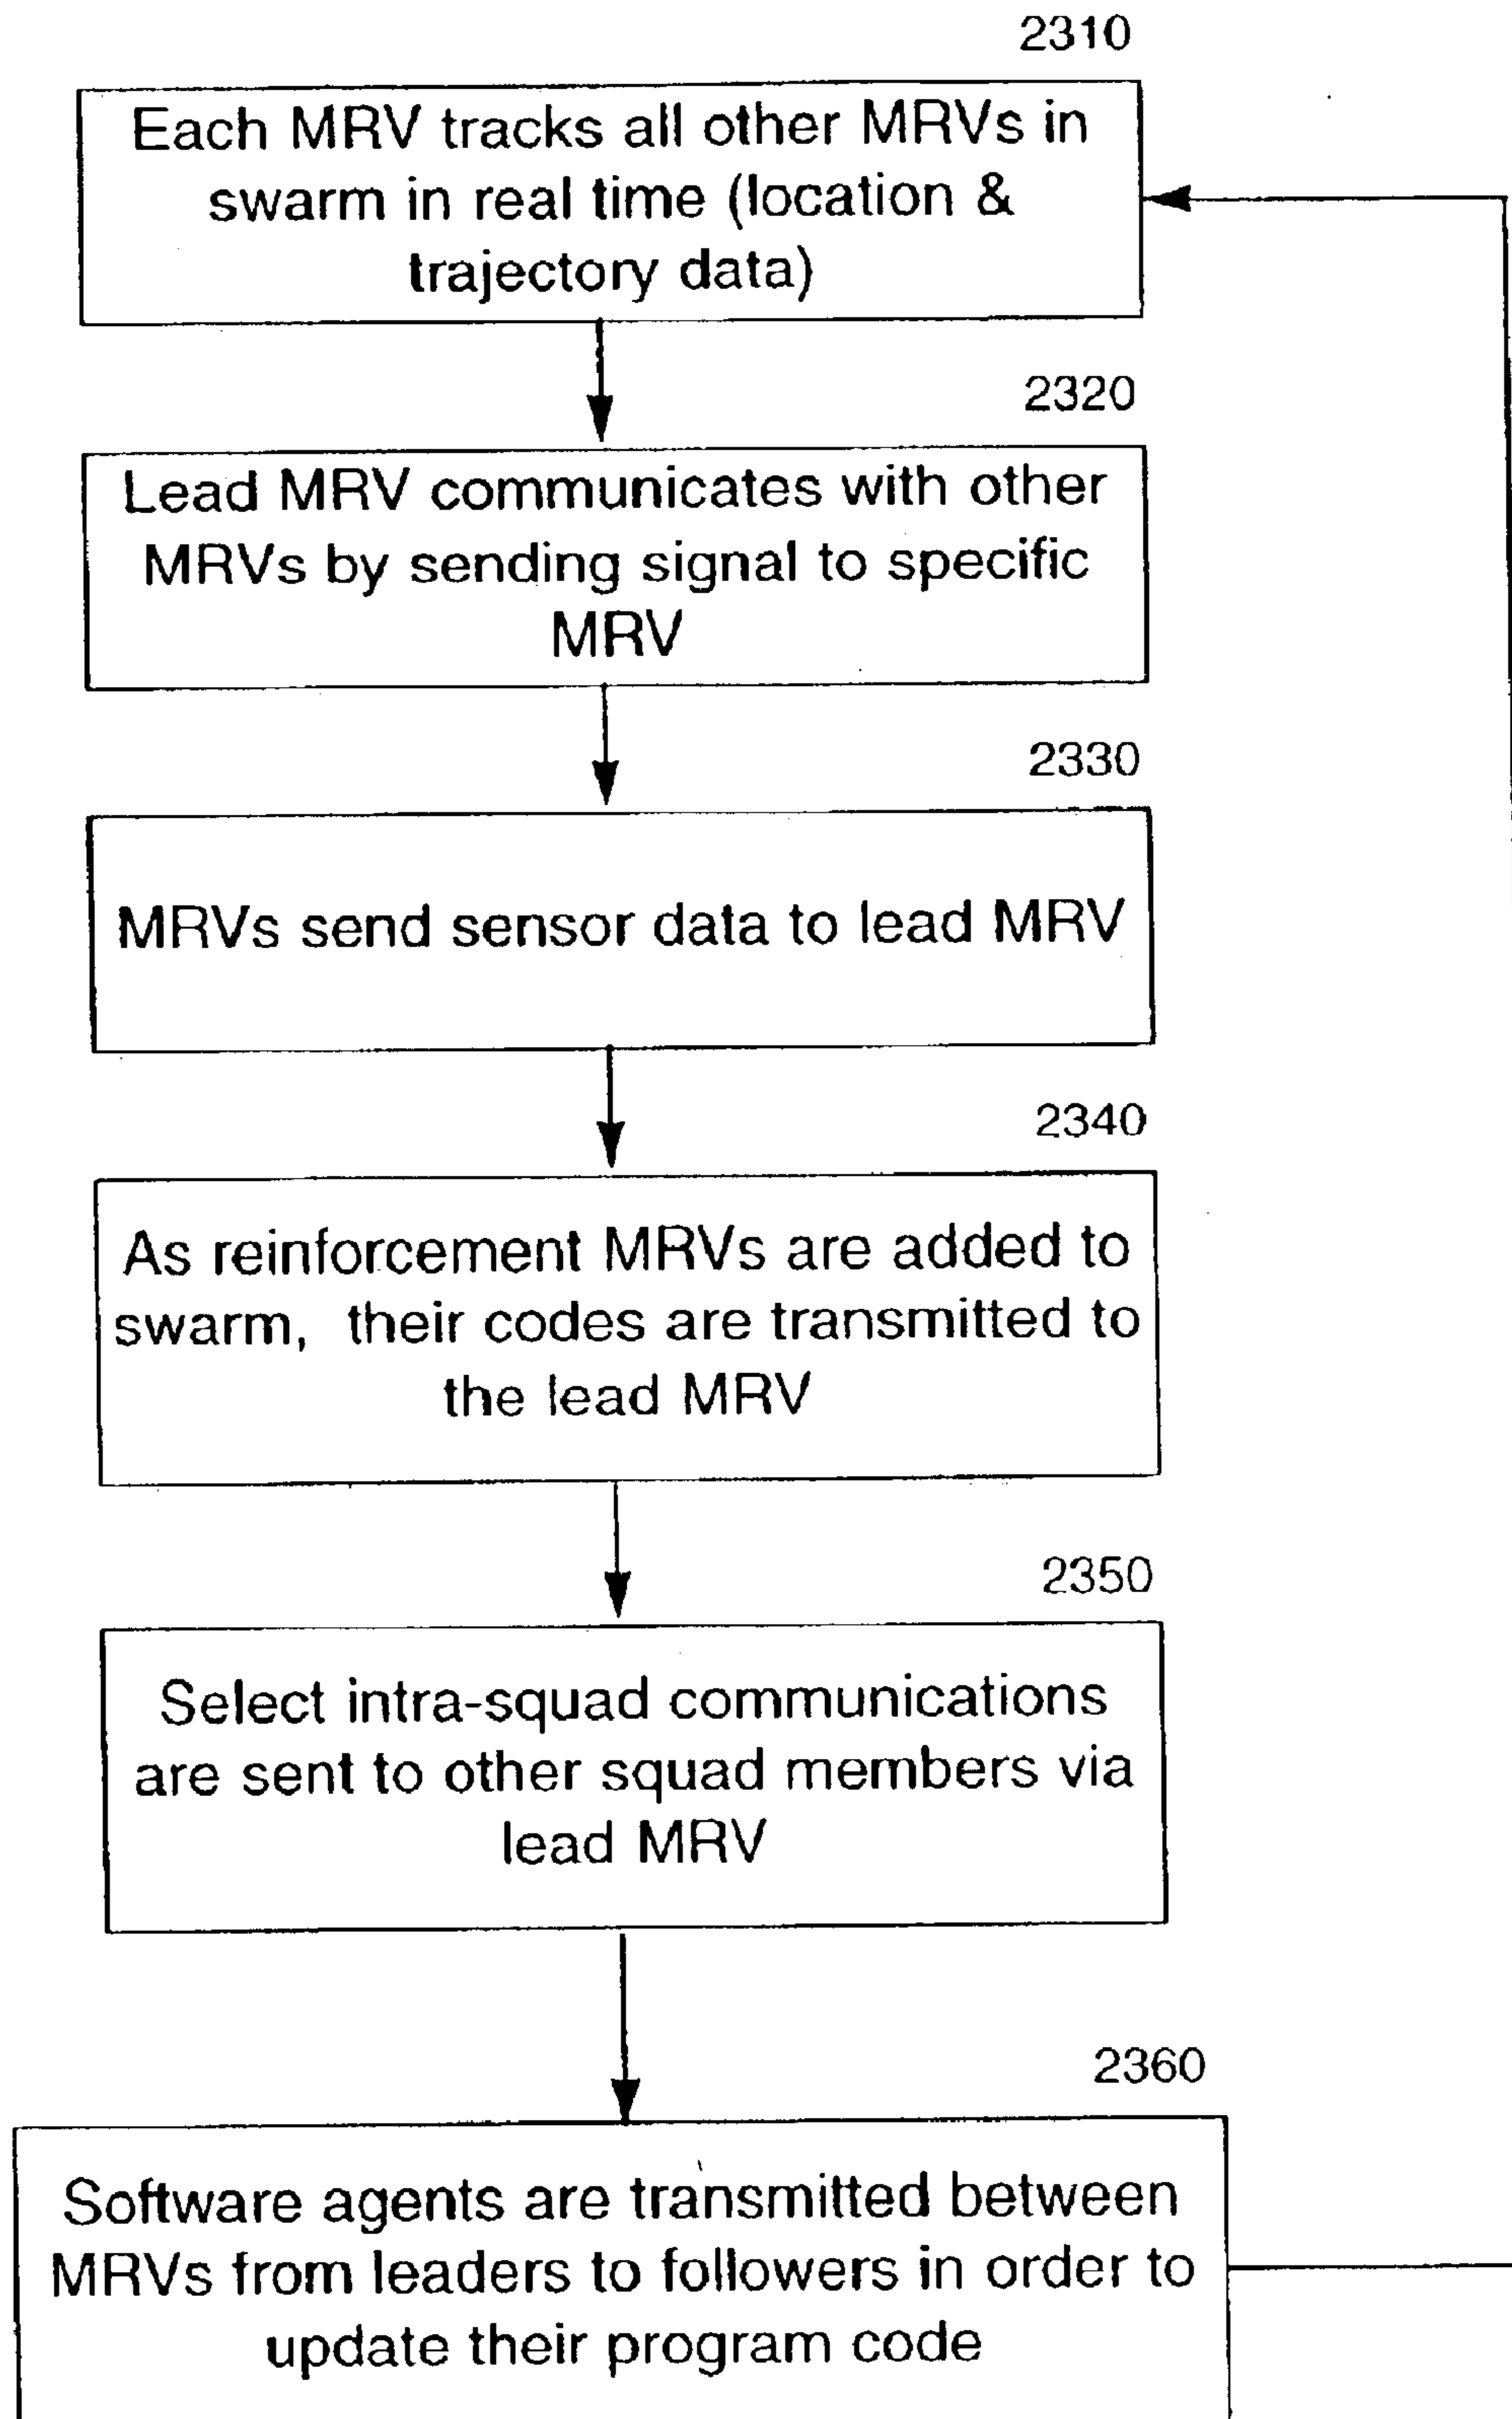 2310
Each MRV tracks all other MRVs in
swarm in real time (location &
trajectory data)
2320
Lead MRV communicates with other
MRVs by sending signal to specific
MRV
2330
MRVs send sensor data to lead MRV
2340
As reinforcement MRVs are added to
swarm, their codes are transmitted to
the lead MRV
2350
Select intra-squad communications
are sent to other squad members via
lead MRV
2360
Software agents are transmitted between
MRVs from leaders to followers in order to
update their program code